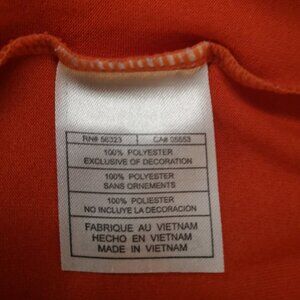 RN# 56323 CA# 05553
100% POLYESTER
EXCLUSIVE OF DECORATION
100% POLYESTER
SANS ORNEMENTS
100% POLIESTER
NO INCLUYE LA DECORACION
FABRIQUE AU VIETNAM
HECHO EN VIETNAM
MADE IN VIETNAM